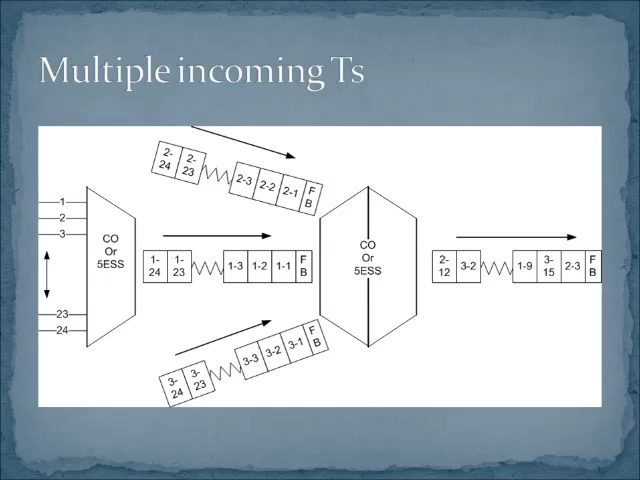 Multiple incoming Ts
2-
24
2-
23
2-3
2-2
2-1
F
B
1
2
3
23
24
CO
Or
5ESS
1-
24
1-
23
1-3
1-2
1-1
F
B
CO
Or
5ESS
2-
12
3-2
1-9
3-
15
2-3
F
B
3-
24
3-
23
3-3
3-2
3-1
F
B